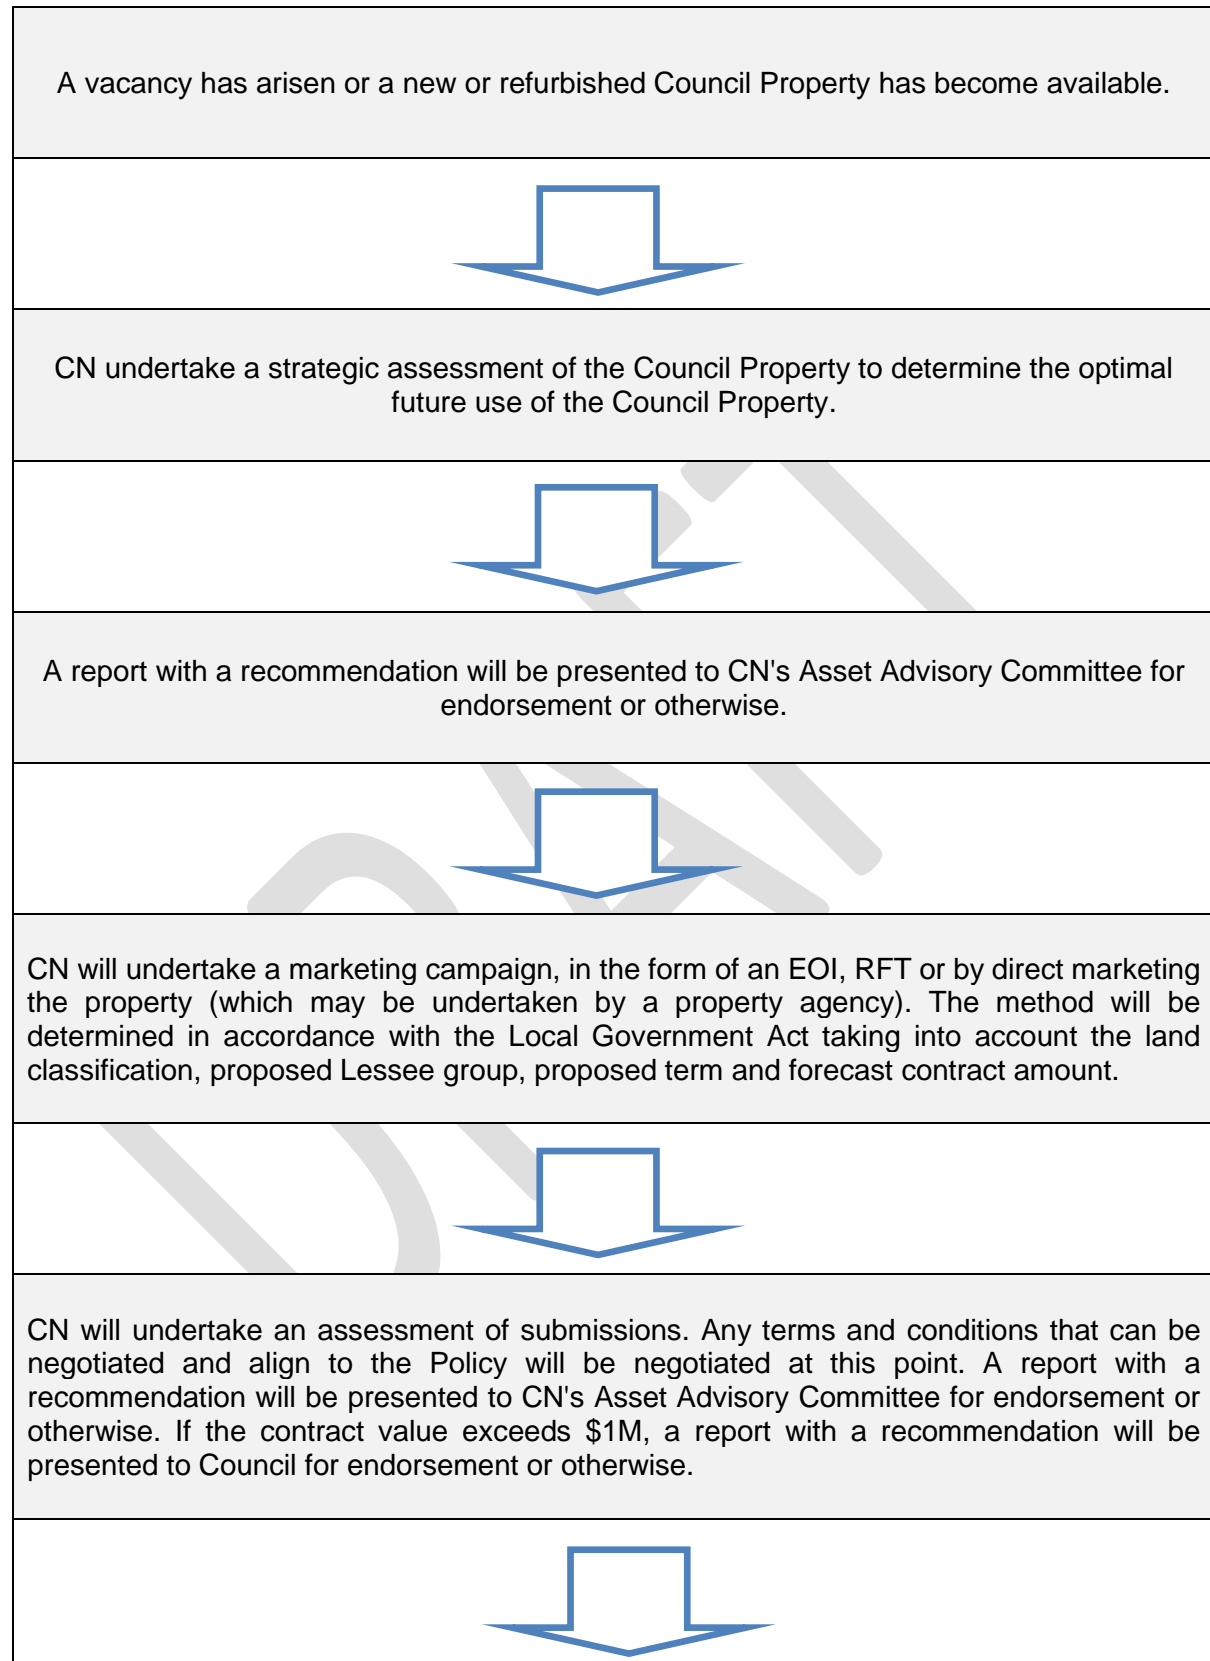 A vacancy has arisen or a new or refurbished Council Property has become available.
CN undertake a strategic assessment of the Council Property to determine the optimal
future use of the Council Property.
A report with a recommendation will be presented to CN's Asset Advisory Committee for
endorsement or otherwise.
CN will undertake a marketing campaign, in the form of an EOI, RFT or by direct marketing
the property (which may be undertaken by a property agency). The method will be
determined in accordance with the Local Government Act taking into account the land
classification, proposed Lessee group, proposed term and forecast contract amount.
CN will undertake an assessment of submissions. Any terms and conditions that can be
negotiated and align to the Policy will be negotiated at this point. A report with a
recommendation will be presented to CN's Asset Advisory Committee for endorsement or
otherwise. If the contract value exceeds $1M, a report with a recommendation will be
presented to Council for endorsement or otherwise.
DRAFT